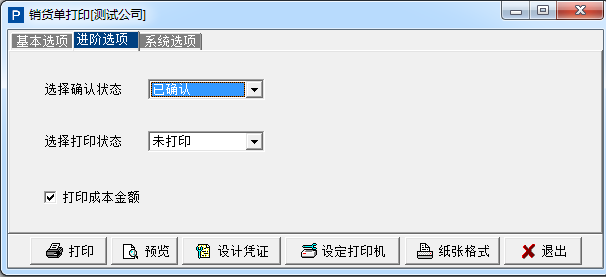 P 销货单打印[测试公司]
基本选项 进阶选项 系统选项
选择确认状态 已确认
选择打印状态 未打印
打印成本金额
打印 预览 设计凭证 设定打印机 纸张格式 退出